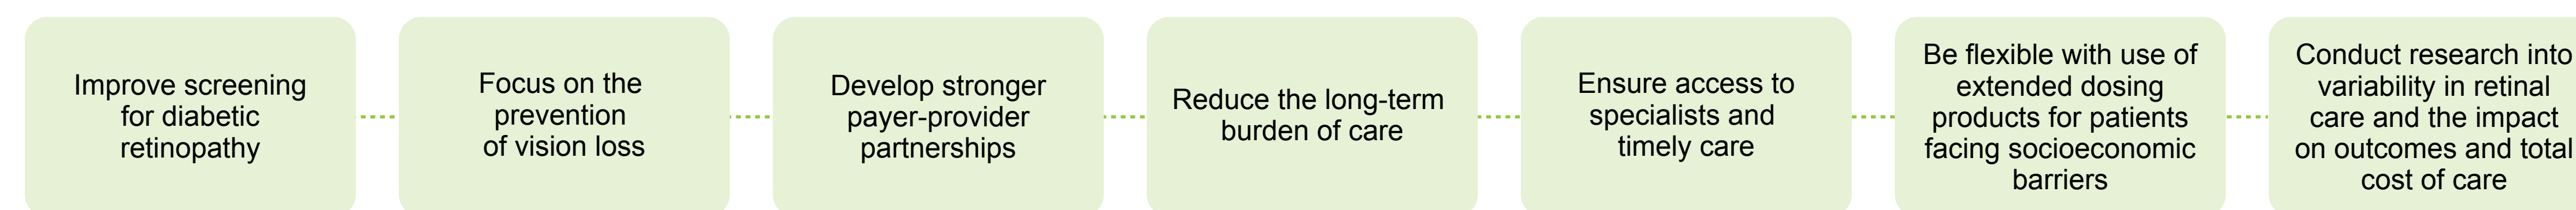 Improve screening
for diabetic
retinopathy
Focus on the
prevention
of vision loss
Develop stronger
payer-provider
partnerships
Reduce the long-term
burden of care
Ensure access to
specialists and
timely care
Be flexible with use of
extended dosing
products for patients
facing socioeconomic
barriers
Conduct research into
variability in retinal
care and the impact
on outcomes and total
cost of care